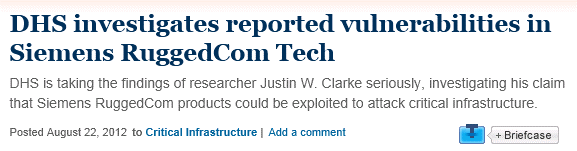 DHS investigates reported vulnerabilities in
Siemens RuggedCom Tech
DHS is taking the findings of researcher Justin W. Clarke seriously, investigating his claim
that Siemens RuggedCom products could be exploited to attack critical infrastructure.
Posted August 22, 2012 to Critical Infrastructure | Add a comment
+ Briefcase